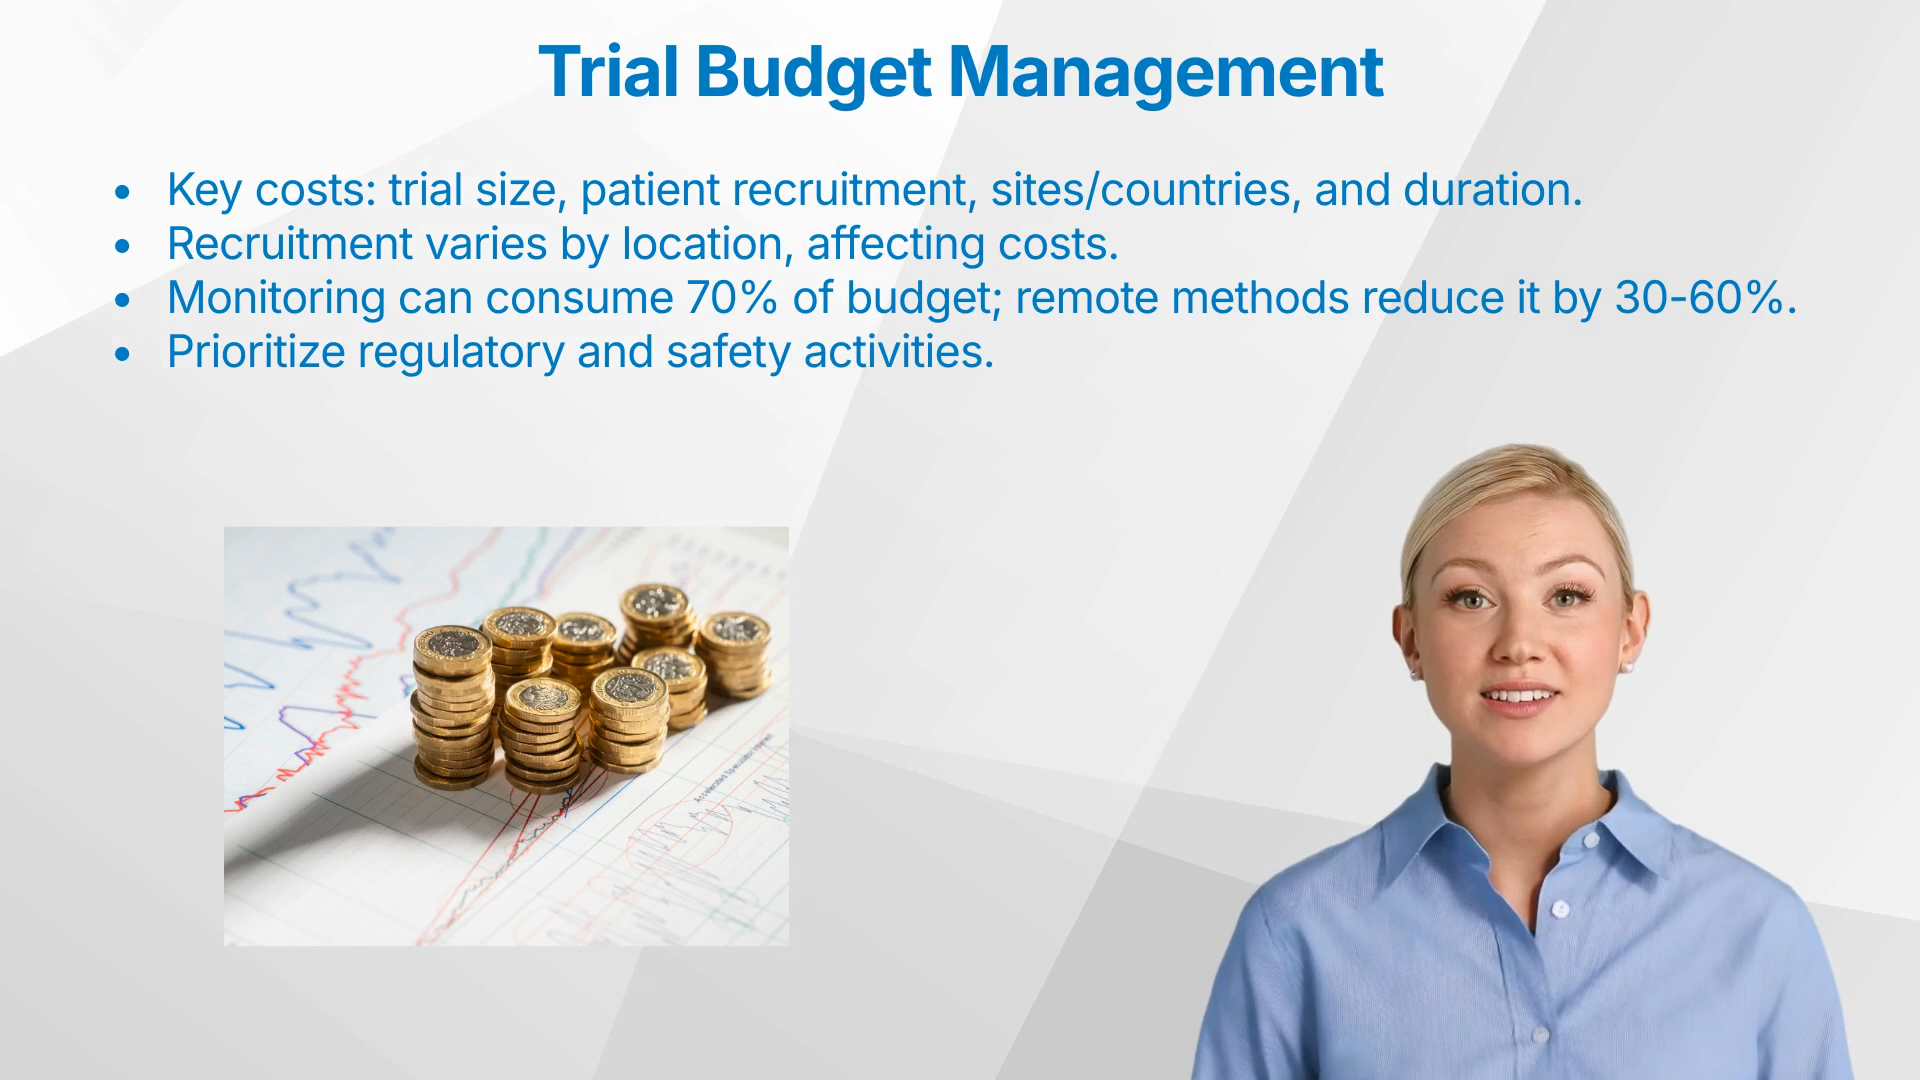 Trial Budget Management
• Key costs: trial size, patient recruitment, sites/countries, and duration.
• Recruitment varies by location, affecting costs.
• Monitoring can consume 70% of budget; remote methods reduce it by 30-60%.
• Prioritize regulatory and safety activities.